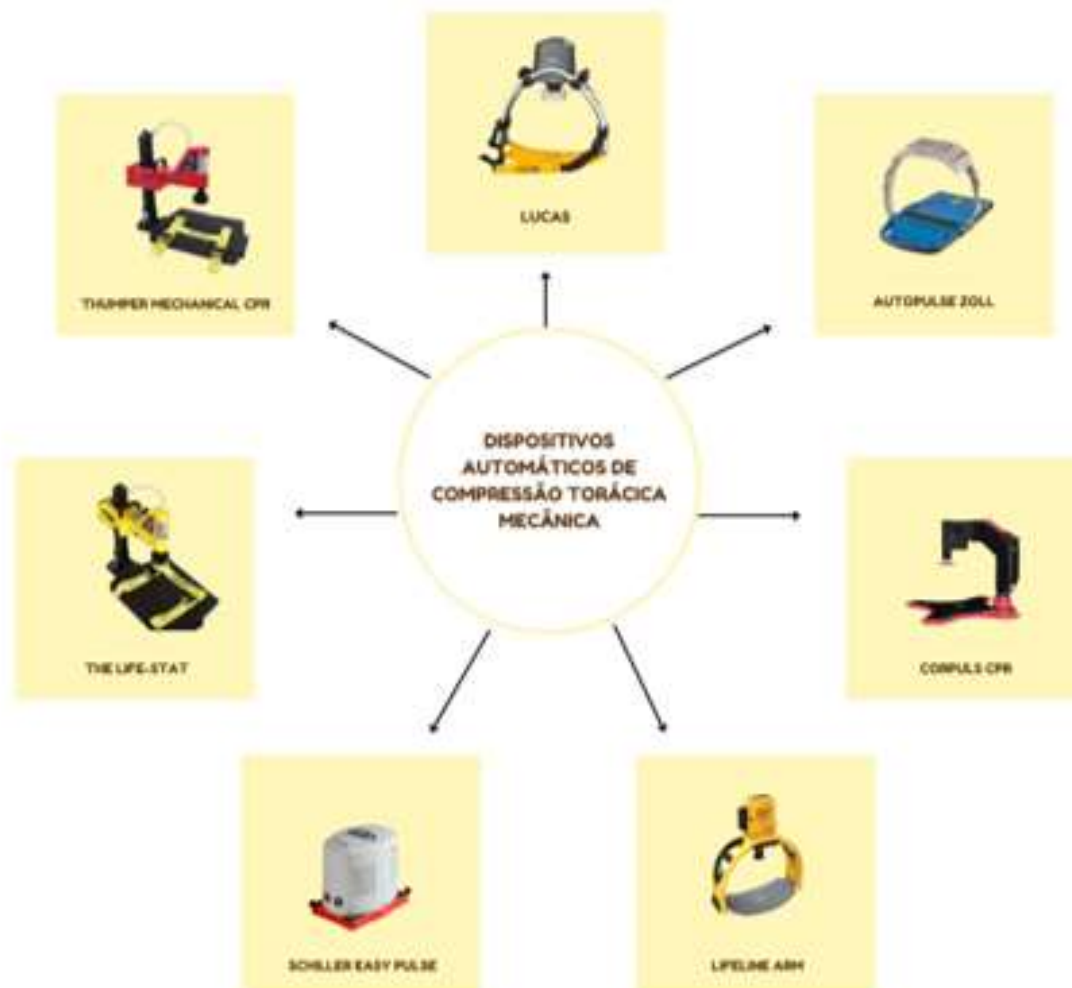 LUCAS
THUMPER MECHANICAL CPR
AUTOPULSE ZOLL
DISPOSITIVOS
AUTOMÁTICOS DE
COMPRESSÃO TORÁCICA
MECÂNICA
THE LIFE-STAT
CORPULS CPR
SCHILLER EASY PULSE
LIFELINE ARM